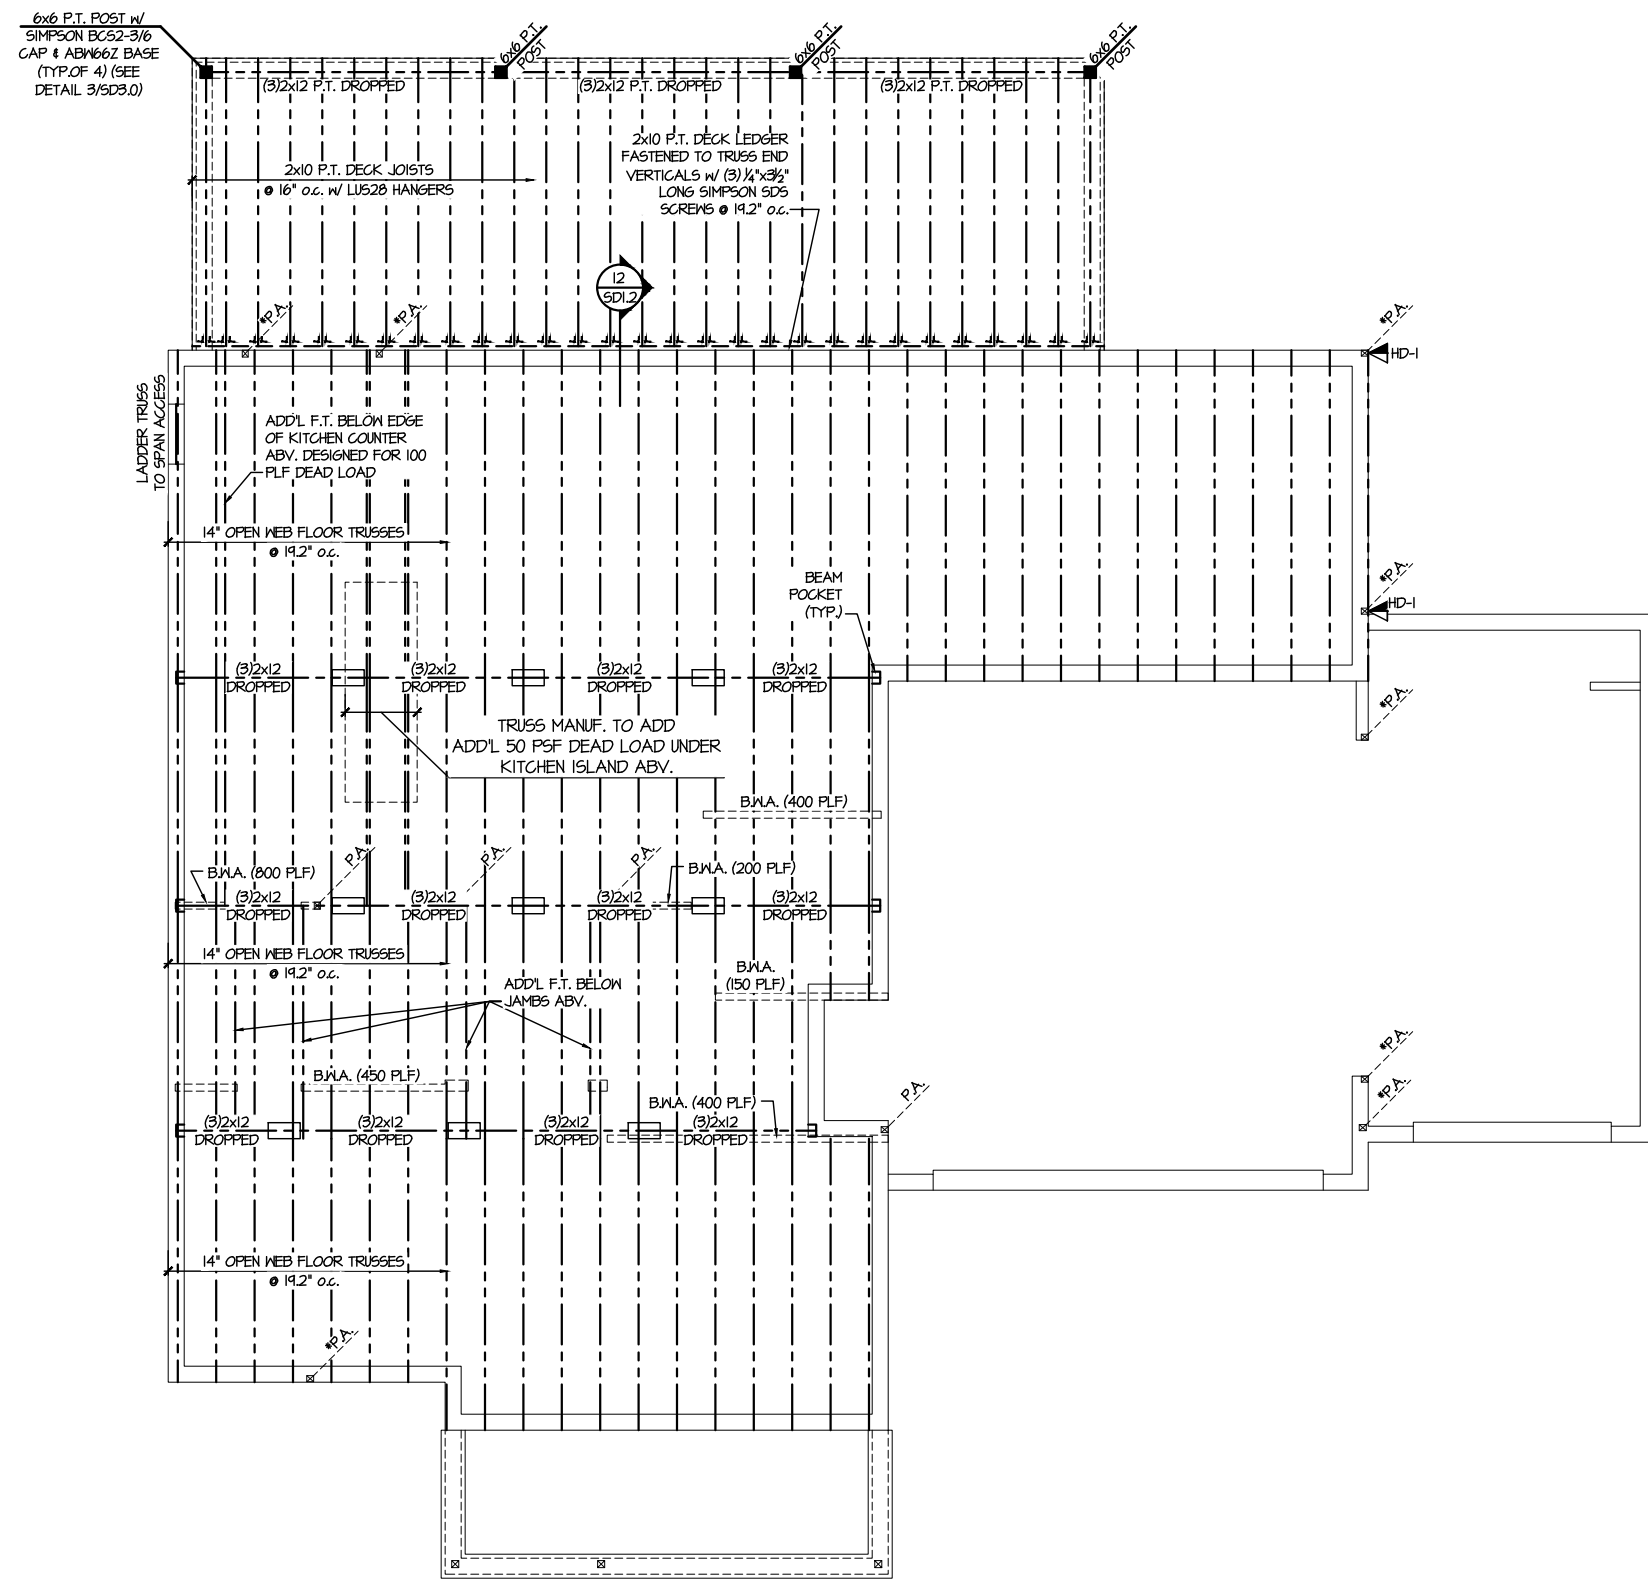 6x6 P.T. POST w/
SIMPSON BCS2-3/6
CAP & ABW66Z BASE
(TYP.OF 4) (SEE
DETAIL 3/SD3.0)
6x6 P.T.
POST
6x6 P.T.
POST
6x6 P.T.
POST
(3)2x12 P.T. DROPPED
(3)2x12 P.T. DROPPED
(3)2x12 P.T. DROPPED
2x10 P.T. DECK JOISTS
@ 16" o.c. w/ LUS28 HANGERS
2x10 P.T. DECK LEDGER
FASTENED TO TRUSS END
VERTICALS w/ (3) 1/4"x3 1/2"
LONG SIMPSON SDS
SCREWS @ 19.2" o.c.
12
SD1.2
*P.A.
*P.A.
*P.A.
HD-1
LADDER TRUSS
TO SPAN ACCESS
ADD'L F.T. BELOW EDGE
OF KITCHEN COUNTER
ABV. DESIGNED FOR 100
PLF DEAD LOAD
14" OPEN WEB FLOOR TRUSSES
@ 19.2" o.c.
BEAM
POCKET
(TYP.)
*P.A.
HD-1
(3)2x12
DROPPED
(3)2x12
DROPPED
(3)2x12
DROPPED
(3)2x12
DROPPED
*P.A.
TRUSS MANUF. TO ADD
ADD'L 50 PSF DEAD LOAD UNDER
KITCHEN ISLAND ABV.
B.W.A. (400 PLF)
B.W.A. (800 PLF)
P.A.
P.A.
P.A.
B.W.A. (200 PLF)
(3)2x12
DROPPED
(3)2x12
DROPPED
(3)2x12
DROPPED
(3)2x12
DROPPED
14" OPEN WEB FLOOR TRUSSES
@ 19.2" o.c.
ADD'L F.T. BELOW
JAMBS ABV.
B.W.A.
(150 PLF)
*P.A.
*P.A.
B.W.A. (450 PLF)
B.W.A. (400 PLF)
P.A.
(3)2x12
DROPPED
(3)2x12
DROPPED
(3)2x12
DROPPED
(3)2x12
DROPPED
14" OPEN WEB FLOOR TRUSSES
@ 19.2" o.c.
*P.A.